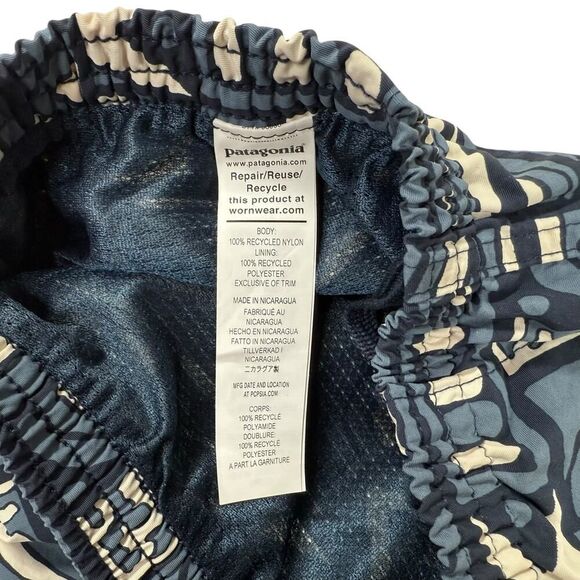 patagonia
www.patagonia.com
Repair/Reuse/
Recycle
this product at
wornwear.com
BODY:
100% RECYCLED NYLON
LINING:
100% RECYCLED
POLYESTER
EXCLUSIVE OF TRIM
MADE IN NICARAGUA
FABRIQUÉ AU
NICARAGUA
HECHO EN NICARAGUA
FATTO IN NICARAGUA
TILLVERKAD I
NICARAGUA
ニカラグア製
MFG DATE AND LOCATION
AT PCPSIA.COM
CORPS:
100% RECYCLÉ
POLYAMIDE
DOUBLURE:
100% RECYCLÉ
POLYESTER
A PART LA GARNITURE